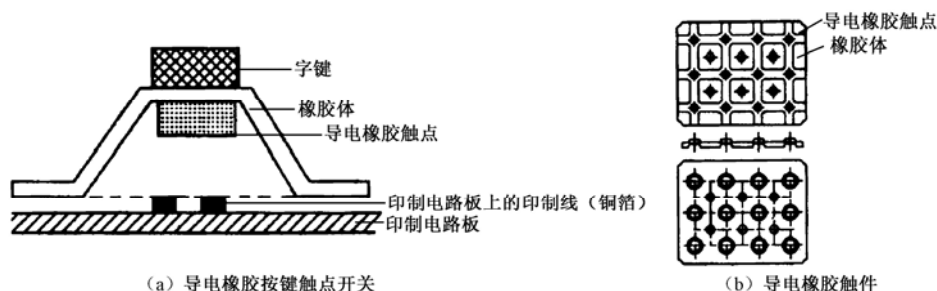 字键
橡胶体
导电橡胶触点
印制电路板上的印制线（铜箔）
印制电路板
（a）导电橡胶按键触点开关
导电橡胶触点
橡胶体
（b）导电橡胶触件